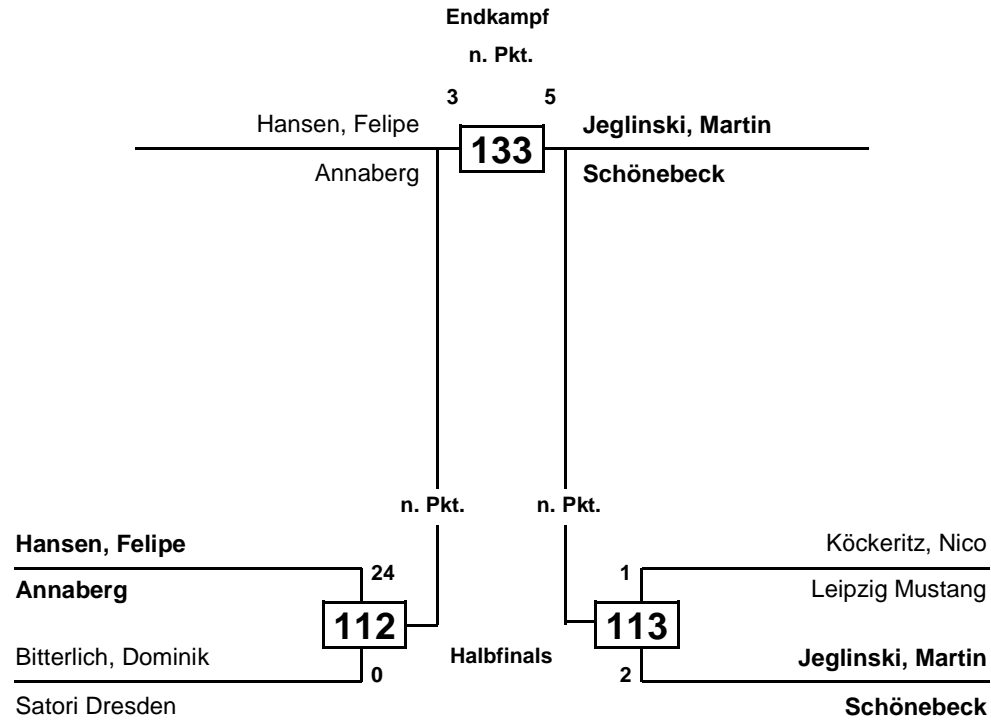 Endkampf
n. Pkt.
3 5
Hansen, Felipe
Annaberg
133
Jeglinski, Martin
Schönebeck
n. Pkt. n. Pkt.
Hansen, Felipe
Annaberg
24
112
Bitterlich, Dominik
Satori Dresden
0
Halbfinals
Köckeritz, Nico
Leipzig Mustang
1
113
Jeglinski, Martin
Schönebeck
2